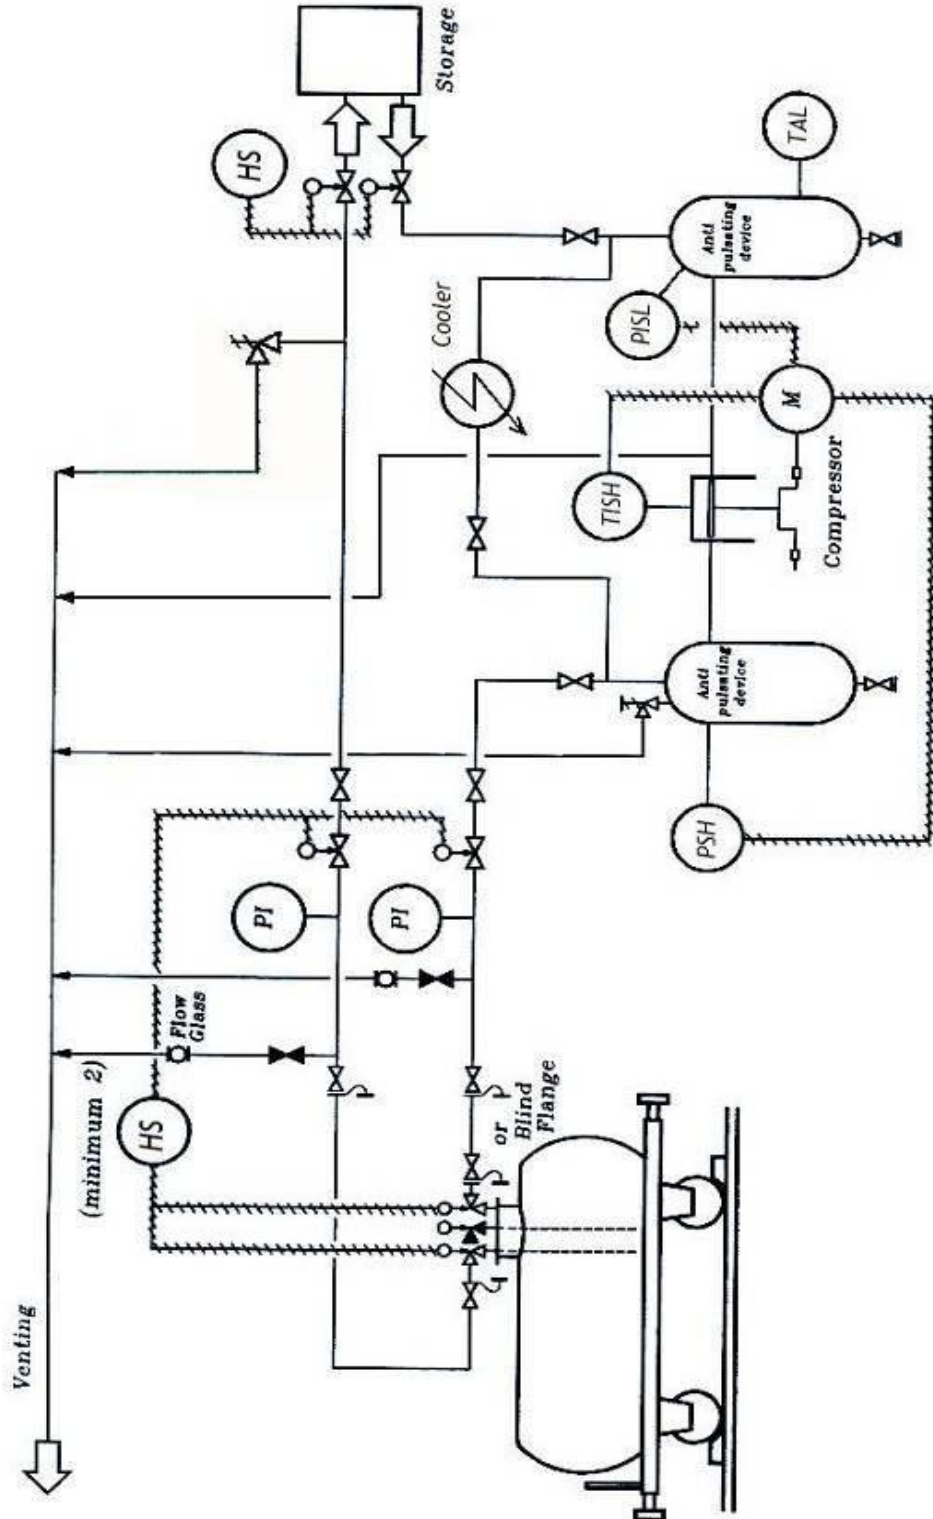 Venting
(minimum 2)
HS
Flow
Glass
PI
PI
or Blind
Flange
HS
Storage
Cooler
TISH
PISL
TAL
M
Compressor
PSH
Anti
pulsating
device
Anti
pulsating
device